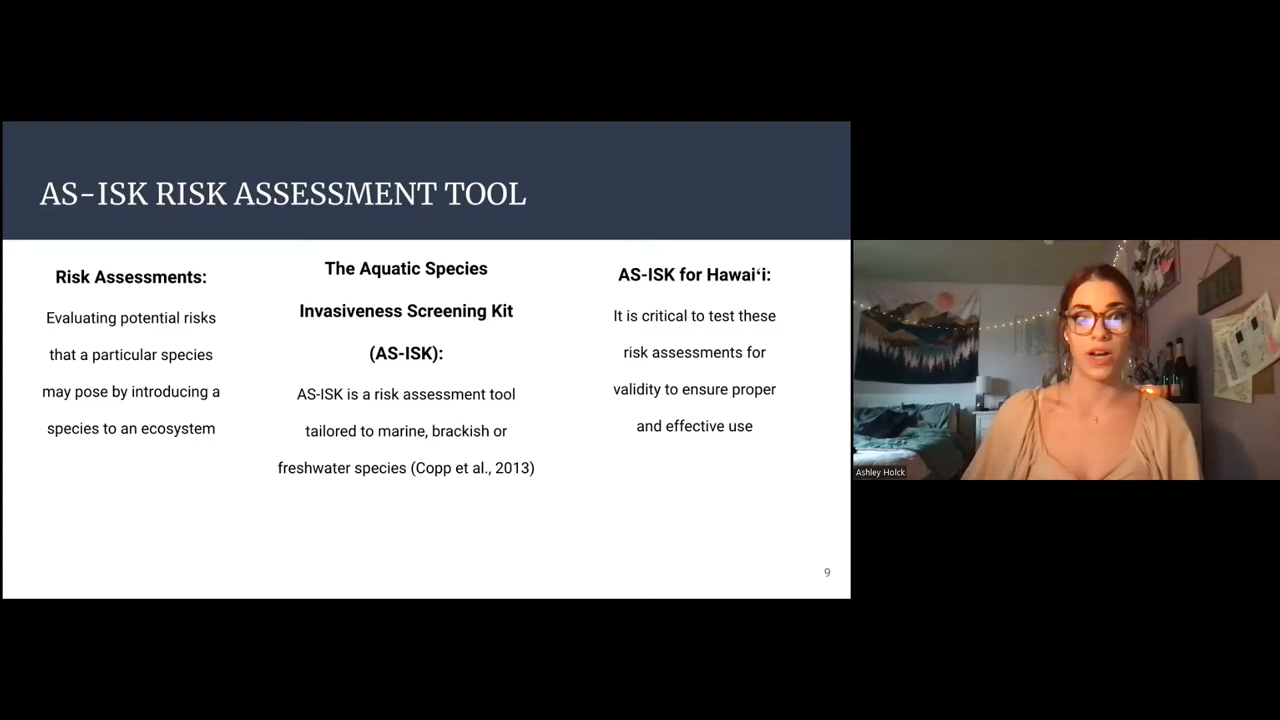 AS-ISK RISK ASSESSMENT TOOL
Risk Assessments:
Evaluating potential risks
that a particular species
may pose by introducing a
species to an ecosystem
The Aquatic Species
Invasiveness Screening Kit
(AS-ISK):
AS-ISK is a risk assessment tool
tailored to marine, brackish or
freshwater species (Copp et al., 2013)
AS-ISK for Hawaiʻi:
It is critical to test these
risk assessments for
validity to ensure proper
and effective use
9
Ashley Holck